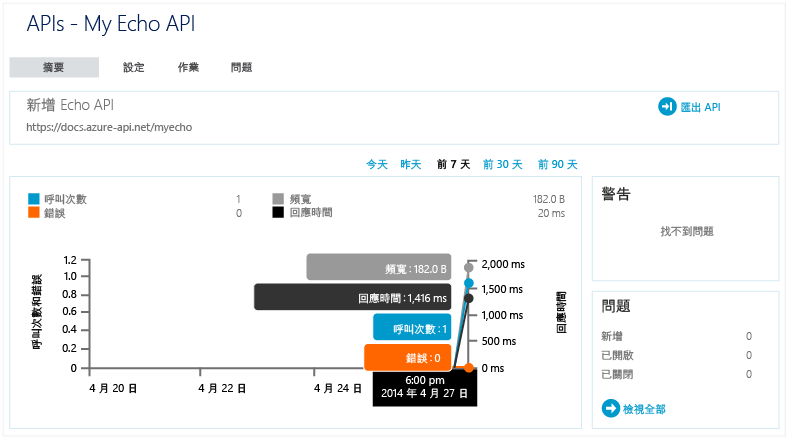 APIs - My Echo API
摘要 設定 作業 問題
新增 Echo API
匯出 API
https://docs.azure-api.net/myecho
今天 昨天 前 7 天 前 30 天 前 90 天
呼叫次數 1 頻寬 182.0 B
錯誤 0 回應時間 20 ms
警告
找不到問題
呼叫次數和錯誤
1.2
1.0
0.8
0.4
0.2
0
頻寬：182.0 B
回應時間：1,416 ms
呼叫次數：1
錯誤：0
2,000 ms
1,500 ms
1,000 ms
500 ms
0 ms
回應時間
4 月 20 日 4 月 22 日 4 月 24 日
6:00 pm
2014 年 4 月 27 日
問題
新增 0
已開啟 0
已關閉 0
檢視全部